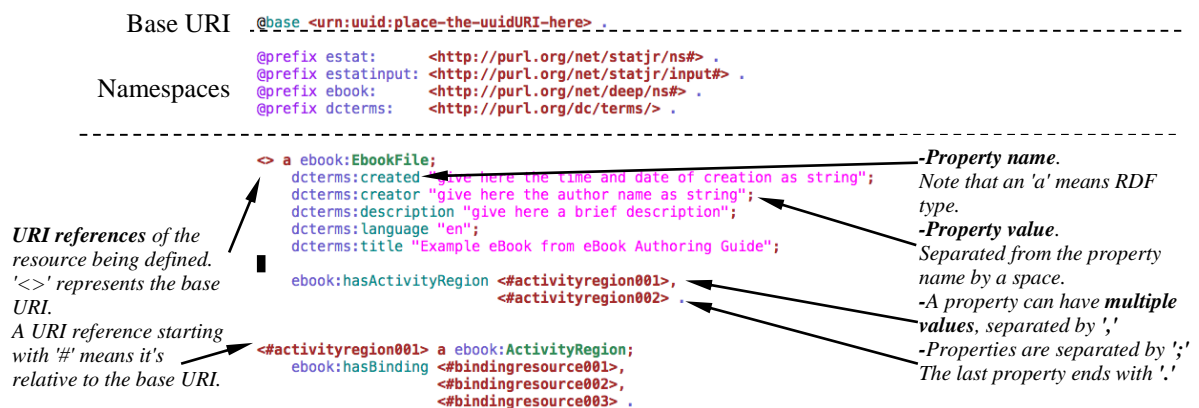 Base URI
@base <urn:uuid:place-the-uuidURI-here> .
Namespaces
@prefix estat:      <http://purl.org/net/statjr/ns#> .
@prefix estatinput: <http://purl.org/net/statjr/input#> .
@prefix ebook:      <http://purl.org/net/deep/ns#> .
@prefix dcterms:    <http://purl.org/dc/terms/> .
<> a ebook:EbookFile;
dcterms:created "give here the time and date of creation as string";
dcterms:creator "give here the author name as string";
dcterms:description "give here a brief description";
dcterms:language "en";
dcterms:title "Example eBook from eBook Authoring Guide";
ebook:hasActivityRegion <#activityregion001>,
<#activityregion002> .
<#activityregion001> a ebook:ActivityRegion;
ebook:hasBinding <#bindingresource001>,
<#bindingresource002>,
<#bindingresource003> .
URI references of the
resource being defined.
'<>' represents the base
URI.
A URI reference starting
with '#' means it's
relative to the base URI.
-Property name.
Note that an 'a' means RDF
type.
-Property value.
Separated from the property
name by a space.
-A property can have multiple
values, separated by ','
-Properties are separated by ';'
The last property ends with '.'